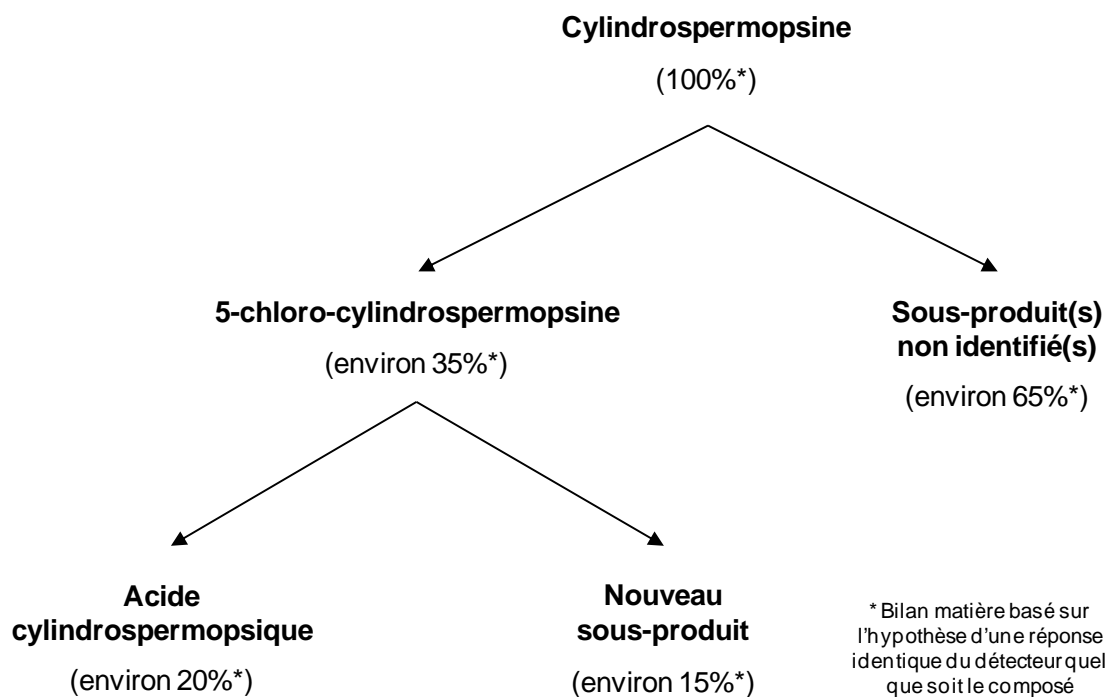 Cylindrospermopsine
(100%*)
5-chloro-cylindrospermopsine
(environ 35%*)
Sous-produit(s)
non identifié(s)
(environ 65%*)
Acide
cylindrospermopsique
(environ 20%*)
Nouveau
sous-produit
(environ 15%*)
* Bilan matière basé sur
l'hypothèse d'une réponse
identique du détecteur quel
que soit le composé